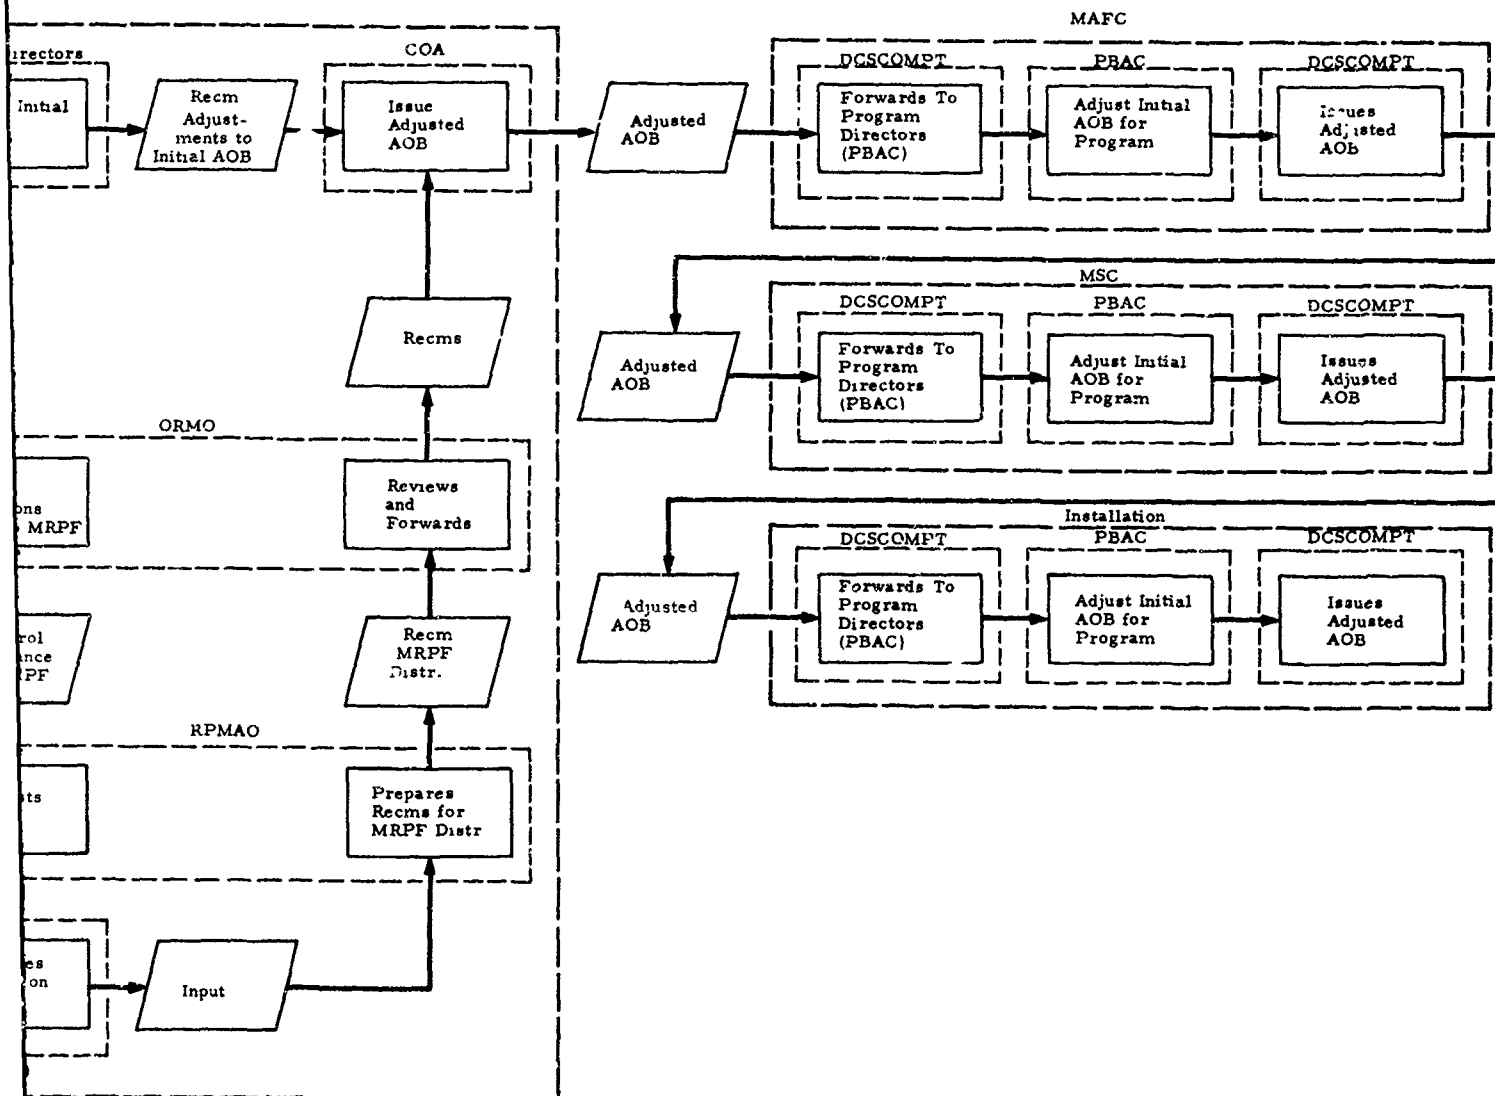 MAFC
COA
Initial
Recm
Adjust-
ments to
Initial AOB
Issue
Adjusted
AOB
Adjusted
AOB
DCSCOMPT
Forwards To
Program
Directors
(PBAC)
PBAC
Adjust Initial
AOB for
Program
DCSCOMPT
Issues
Adjusted
AOB
Recms
MSC
Adjusted
AOB
DCSCOMPT
Forwards To
Program
Directors
(PBAC)
PBAC
Adjust Initial
AOB for
Program
DCSCOMPT
Issues
Adjusted
AOB
ORMO
MRPF
Reviews
and
Forwards
Installation
Adjusted
AOB
DCSCOMPT
Forwards To
Program
Directors
(PBAC)
PBAC
Adjust Initial
AOB for
Program
DCSCOMPT
Issues
Adjusted
AOB
Recm
MRPF
Distr.
RPMAO
Prepares
Recms for
MRPF Distr
on
Input